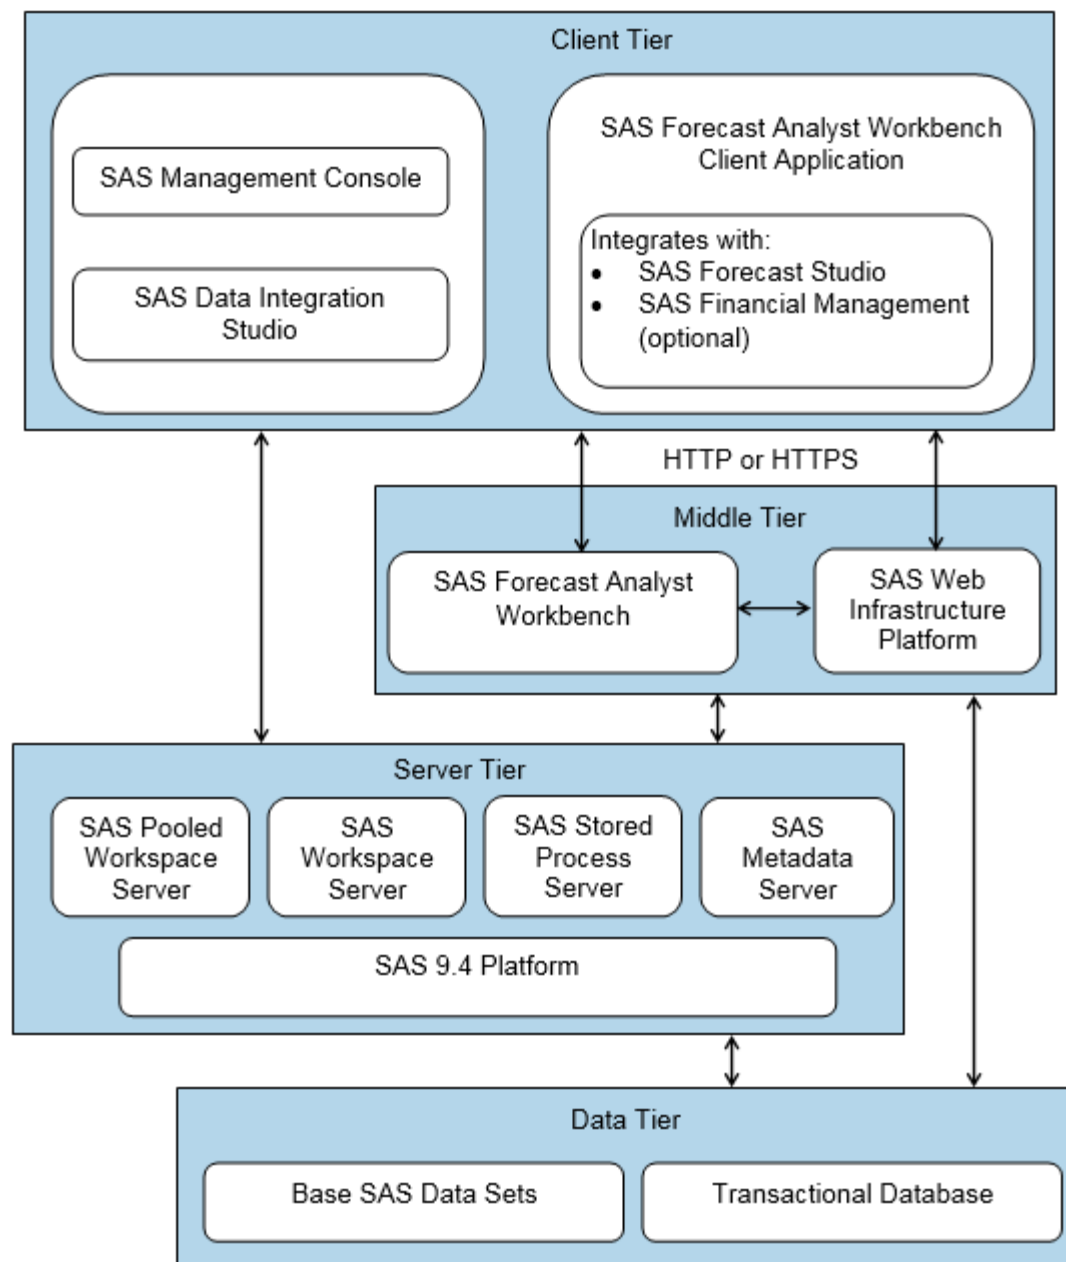 Client Tier
SAS Management Console
SAS Data Integration
Studio
SAS Forecast Analyst Workbench
Client Application
Integrates with:
• SAS Forecast Studio
• SAS Financial Management
(optional)
HTTP or HTTPS
Middle Tier
SAS Forecast Analyst
Workbench
SAS Web
Infrastructure
Platform
Server Tier
SAS Pooled
Workspace
Server
SAS
Workspace
Server
SAS Stored
Process
Server
SAS
Metadata
Server
SAS 9.4 Platform
Data Tier
Base SAS Data Sets
Transactional Database